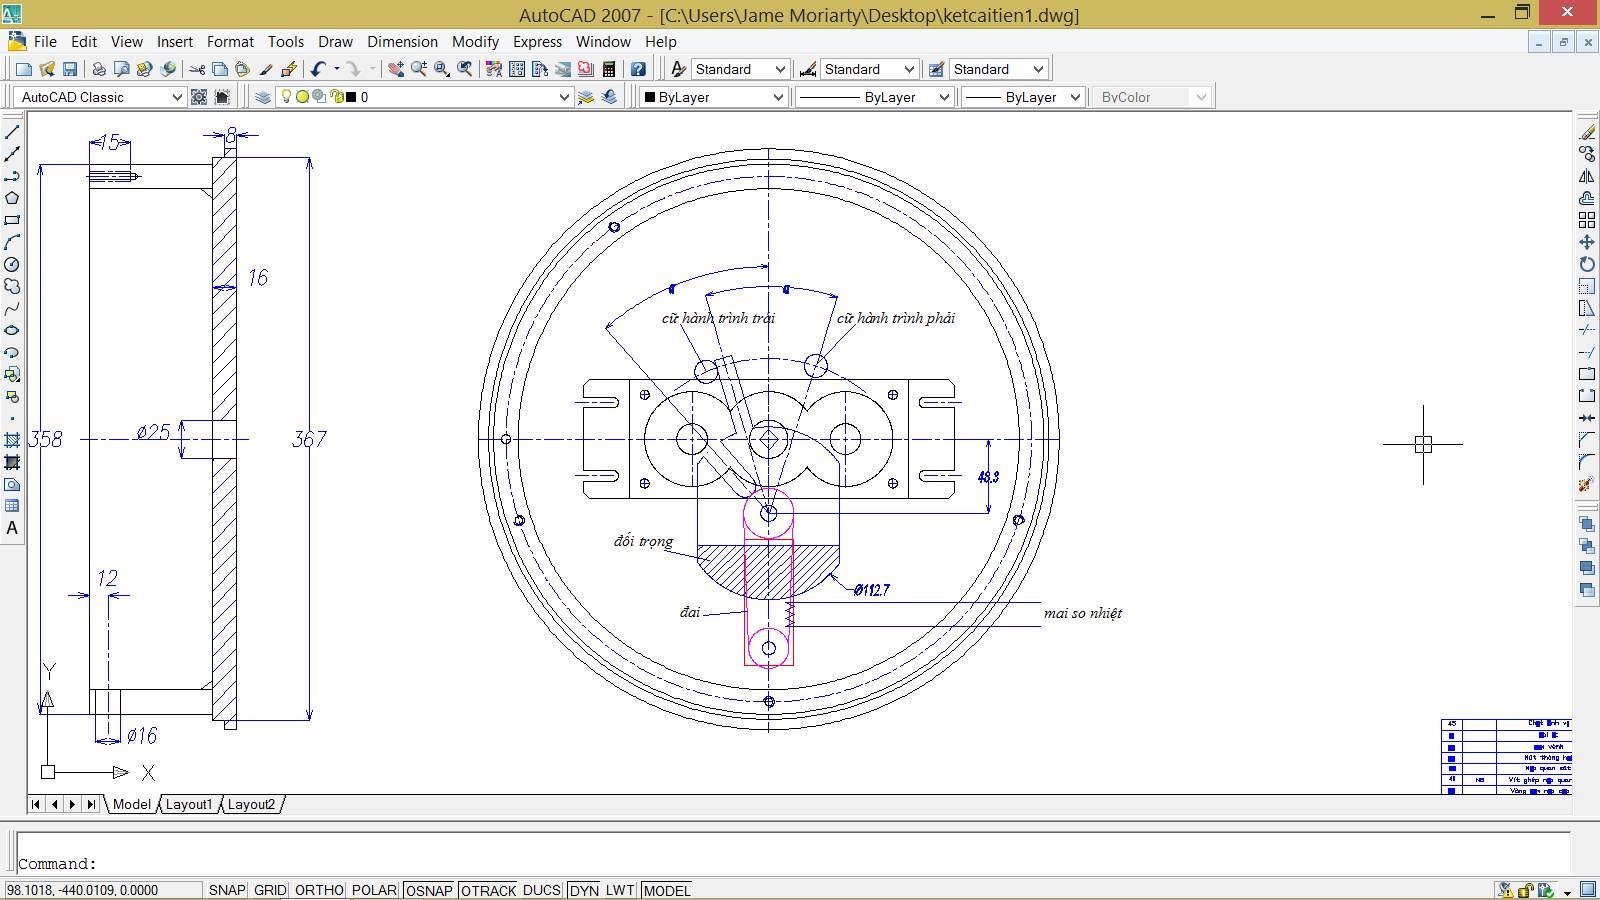 AutoCAD 2007 - [C:\Users\Jame Moriarty\Desktop\ketcaitien1.dwg]
File Edit View Insert Format Tools Draw Dimension Modify Express Window Help
Standard Standard Standard
AutoCAD Classic 0 ByLayer ByLayer ByLayer ByColor
15 8
16
cữ hành trình trái cữ hành trình phải
358 Ø25 367
48.3
đối trọng
12 Ø112.7
đai mai so nhiệt
Y
Ø16
X
45
Nắp quan sát
Model Layout1 Layout2
Command:
98.1018, -440.0109, 0.0000 SNAP GRID ORTHO POLAR OSNAP OTRACK DUCS DYN LWT MODEL
A